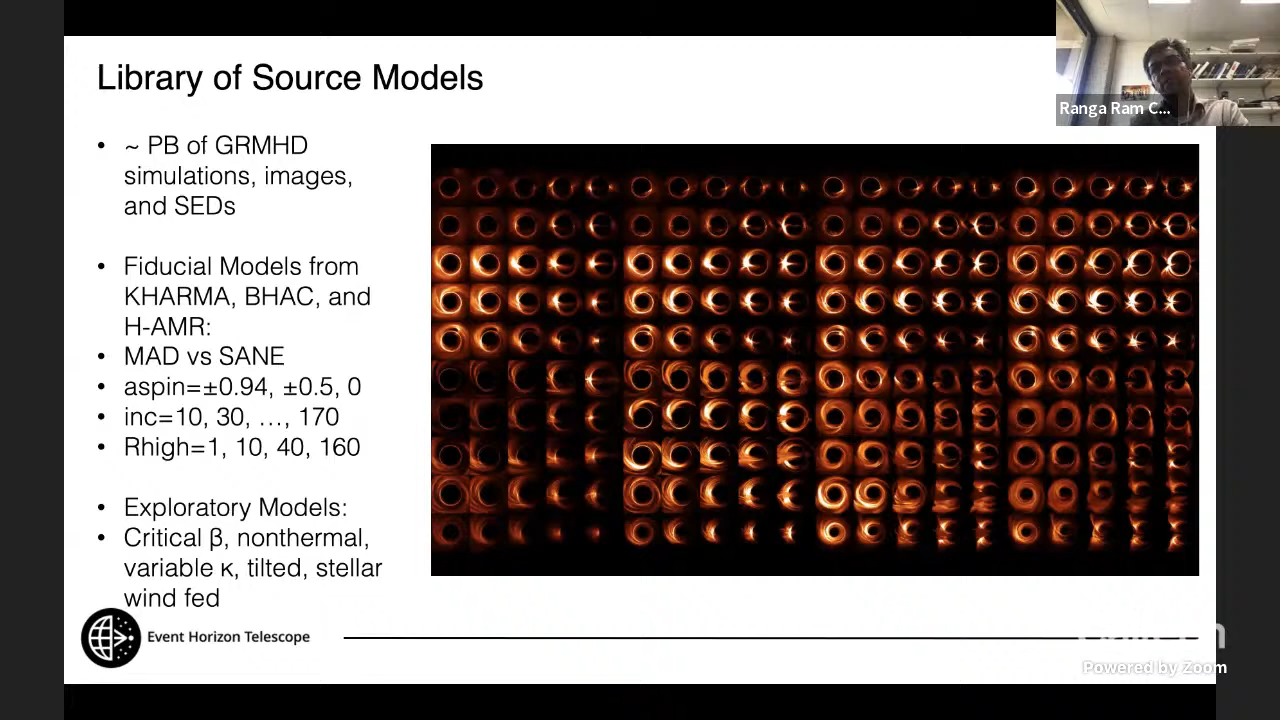 Library of Source Models
Ranga Ram C...
• ~ PB of GRMHD
simulations, images,
and SEDs
• Fiducial Models from
KHARMA, BHAC, and
H-AMR:
• MAD vs SANE
• aspin=±0.94, ±0.5, 0
• inc=10, 30, …, 170
• Rhigh=1, 10, 40, 160
• Exploratory Models:
• Critical β, nonthermal,
variable κ, tilted, stellar
wind fed
Event Horizon Telescope
Powered by Zoom